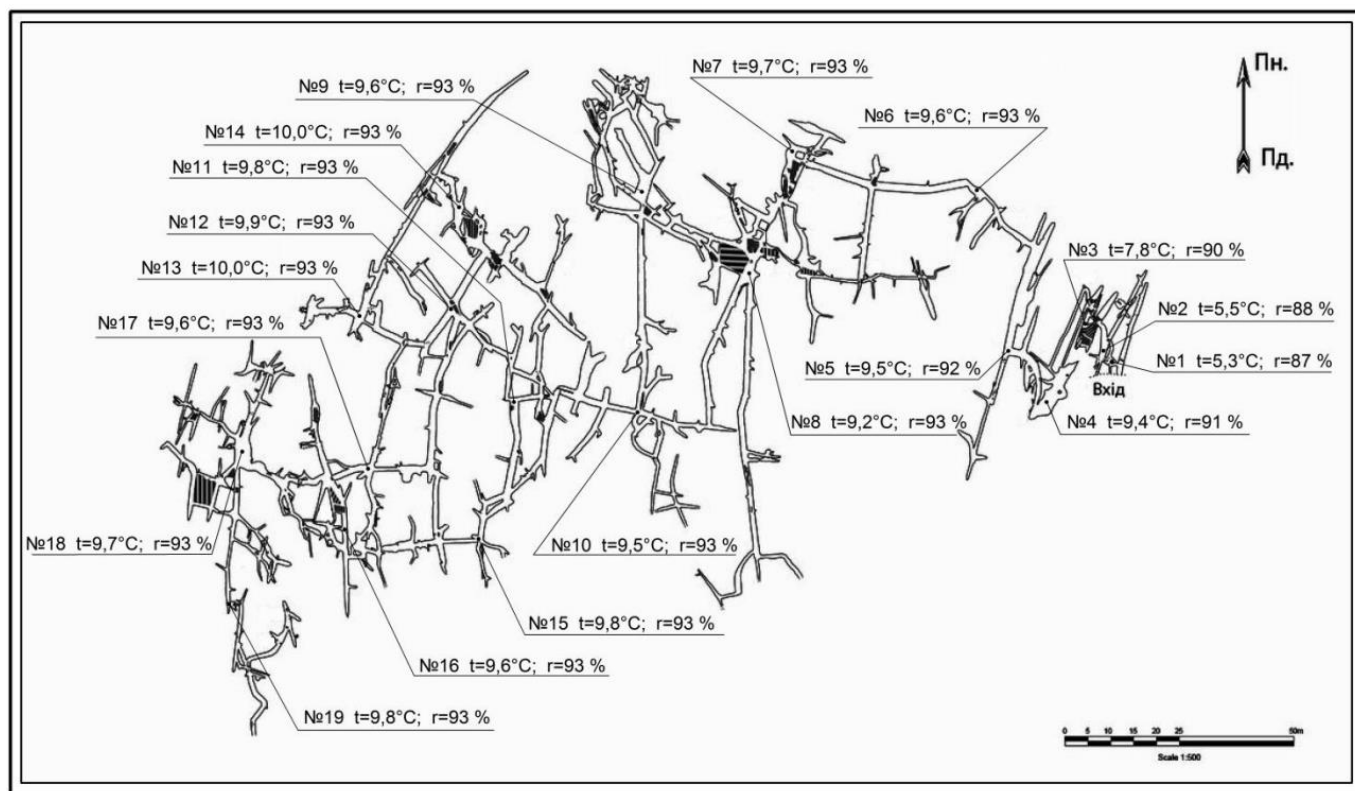 №7 t=9,7°C; r=93 %
Пн.
№9 t=9,6°C; r=93 %
№6 t=9,6°C; r=93 %
№14 t=10,0°C; r=93 %
№11 t=9,8°C; r=93 %
Пд.
№12 t=9,9°C; r=93 %
№3 t=7,8°C; r=90 %
№13 t=10,0°C; r=93 %
№2 t=5,5°C; r=88 %
№17 t=9,6°C; r=93 %
№5 t=9,5°C; r=92 %
№1 t=5,3°C; r=87 %
Вхід
№8 t=9,2°C; r=93 %
№4 t=9,4°C; r=91 %
№18 t=9,7°C; r=93 %
№10 t=9,5°C; r=93 %
№15 t=9,8°C; r=93 %
№16 t=9,6°C; r=93 %
№19 t=9,8°C; r=93 %
0 5 10 15 20 25 50m
Scale 1:500